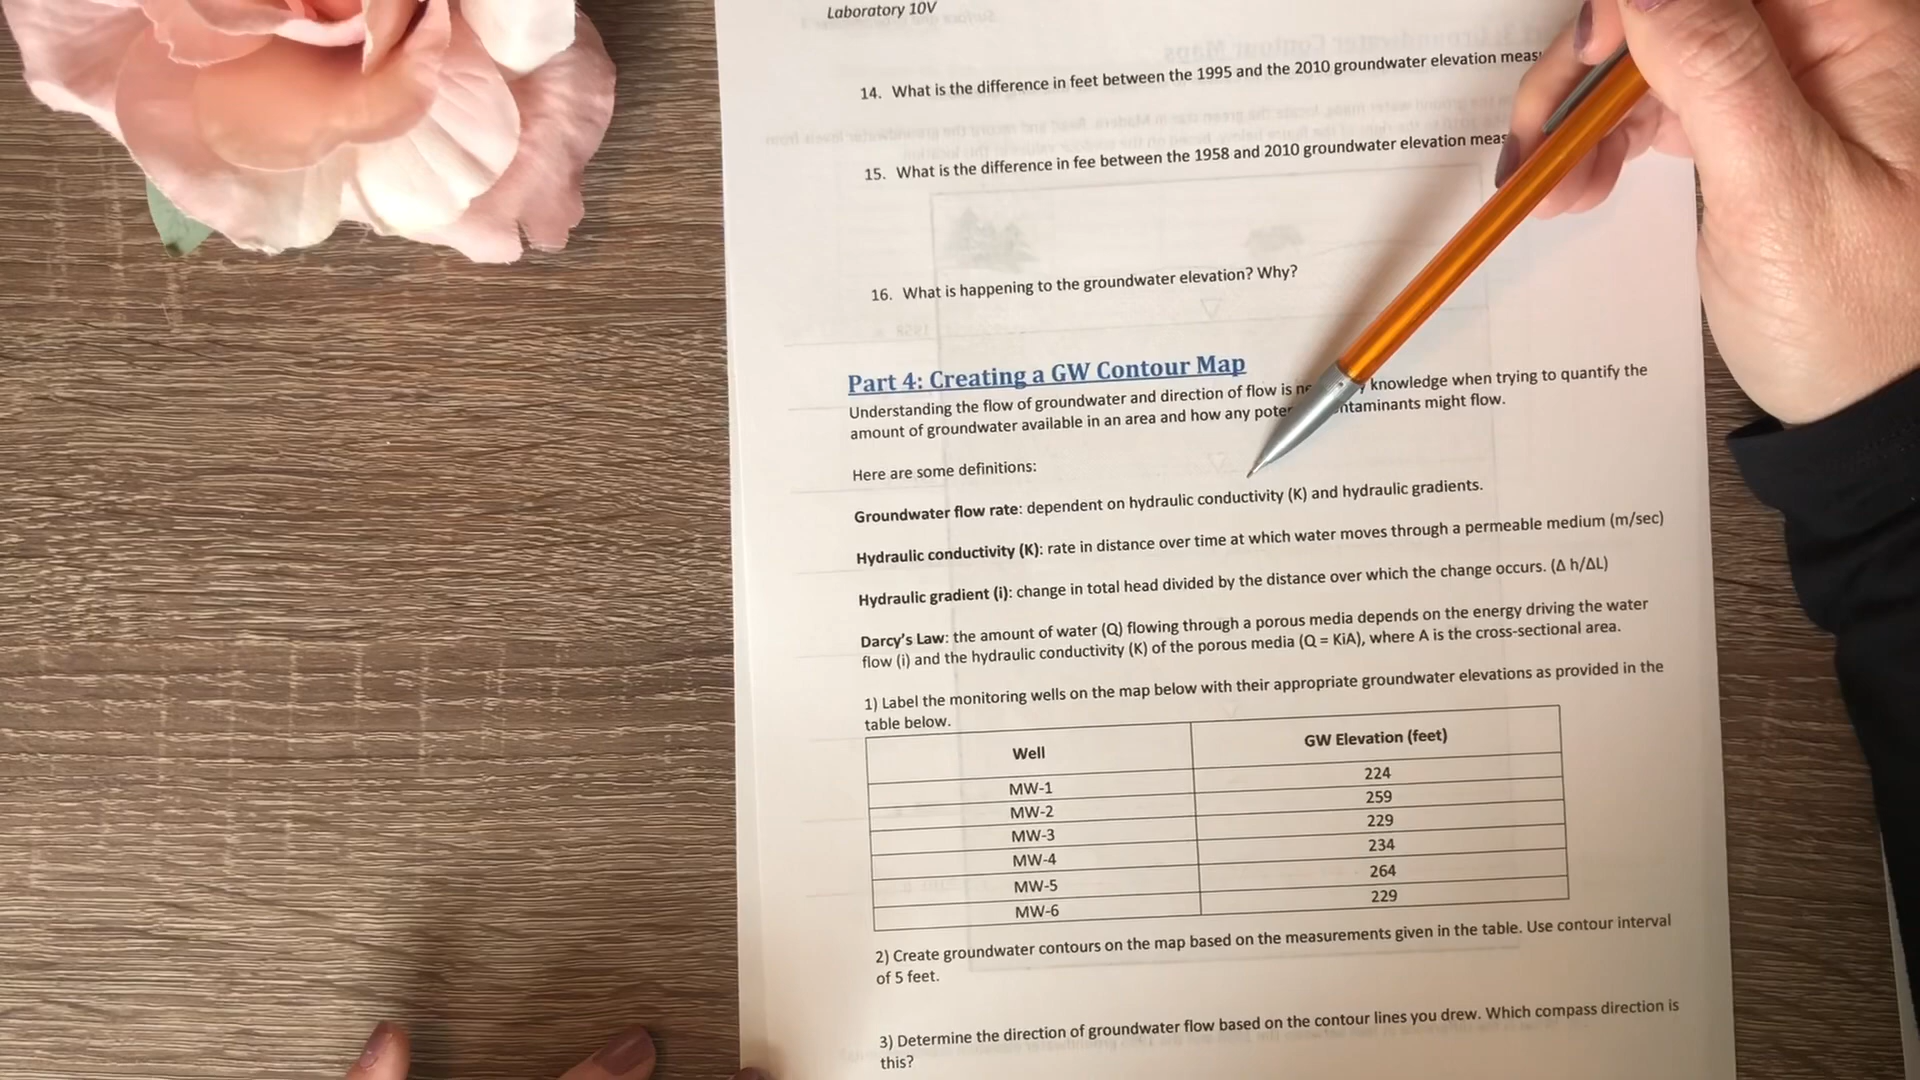 Laboratory 10V
14. What is the difference in feet between the 1995 and the 2010 groundwater elevation
15. What is the difference in fee between the 1958 and 2010 groundwater elevation
16. What is happening to the groundwater elevation? Why?
Part 4: Creating a GW Contour Map
Understanding the flow of groundwater and direction of flow is knowledge when trying to quantify the
amount of groundwater available in an area and how any might flow.
Here are some definitions:
Groundwater flow rate: dependent on hydraulic conductivity (K) and hydraulic gradients.
Hydraulic conductivity (K): rate in distance over time at which water moves through a permeable medium (m/sec)
Hydraulic gradient (i): change in total head divided by the distance over which the change occurs. (Δ h/ΔL)
Darcy's Law: the amount of water (Q) flowing through a porous media depends on the energy driving the water
flow (i) and the hydraulic conductivity (K) of the porous media (Q = KiA), where A is the cross-sectional area.
1) Label the monitoring wells on the map below with their appropriate groundwater elevations as provided in the
table below.
Well GW Elevation (feet)
MW-1 224
MW-2 259
MW-3 229
MW-4 234
MW-5 264
MW-6 229
2) Create groundwater contours on the map based on the measurements given in the table. Use contour interval
of 5 feet.
3) Determine the direction of groundwater flow based on the contour lines you drew. Which compass direction is
this?